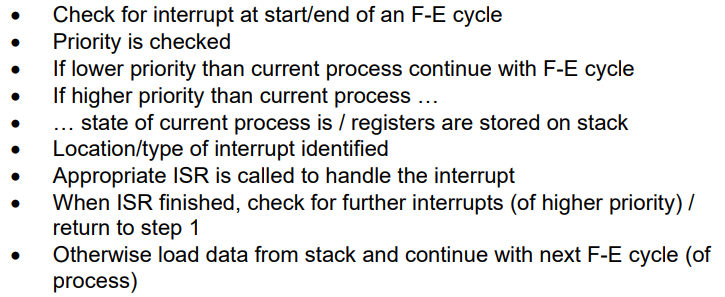 • Check for interrupt at start/end of an F-E cycle
• Priority is checked
• If lower priority than current process continue with F-E cycle
• If higher priority than current process …
• … state of current process is / registers are stored on stack
• Location/type of interrupt identified
• Appropriate ISR is called to handle the interrupt
• When ISR finished, check for further interrupts (of higher priority) /
return to step 1
• Otherwise load data from stack and continue with next F-E cycle (of
process)